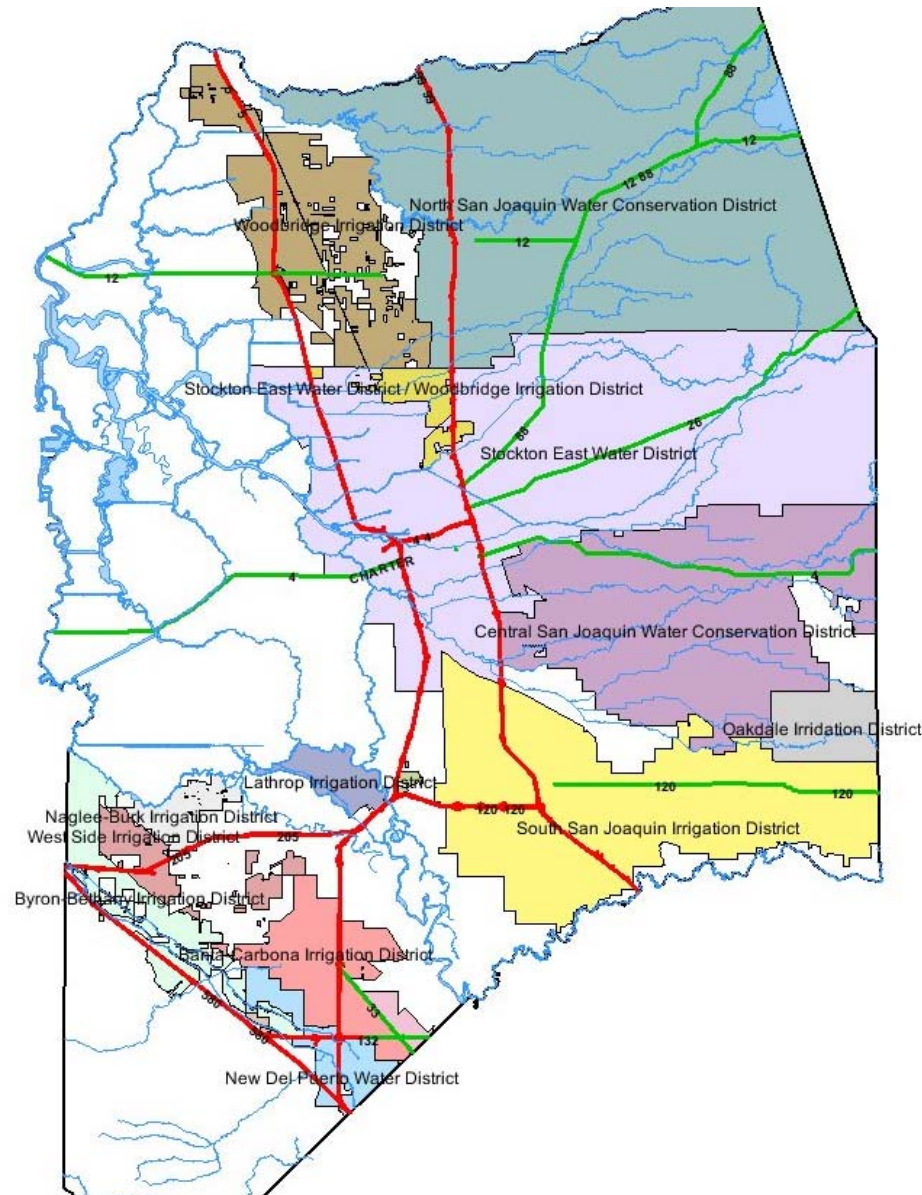 99
88
5
12
12 88
North San Joaquin Water Conservation District
Woodbridge Irrigation District
12
12
Stockton East Water District / Woodbridge Irrigation District
26
88
Stockton East Water District
4 4
CHARTER
4
4
Central San Joaquin Water Conservation District
Oakdale Irridation District
Lathrop Irrigation District
120
120
120 120
Naglee-Burk Irrigation District
South San Joaquin Irrigation District
West Side Irrigation District
205
205
Byron-Bethany Irrigation District
Banta-Carbona Irrigation District
580
33
580
132
New Del Puerto Water District